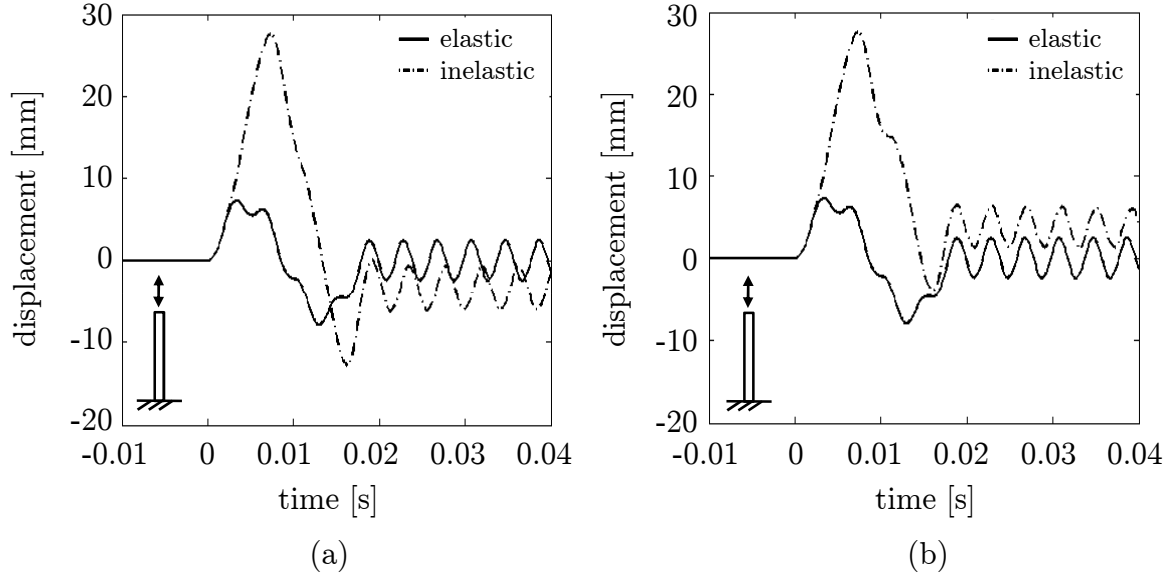 30
20
10
0
-10
-20
displacement [mm]
elastic
inelastic
-0.01 0 0.01 0.02 0.03 0.04
time [s]
(a)
30
20
10
0
-10
-20
displacement [mm]
elastic
inelastic
-0.01 0 0.01 0.02 0.03 0.04
time [s]
(b)